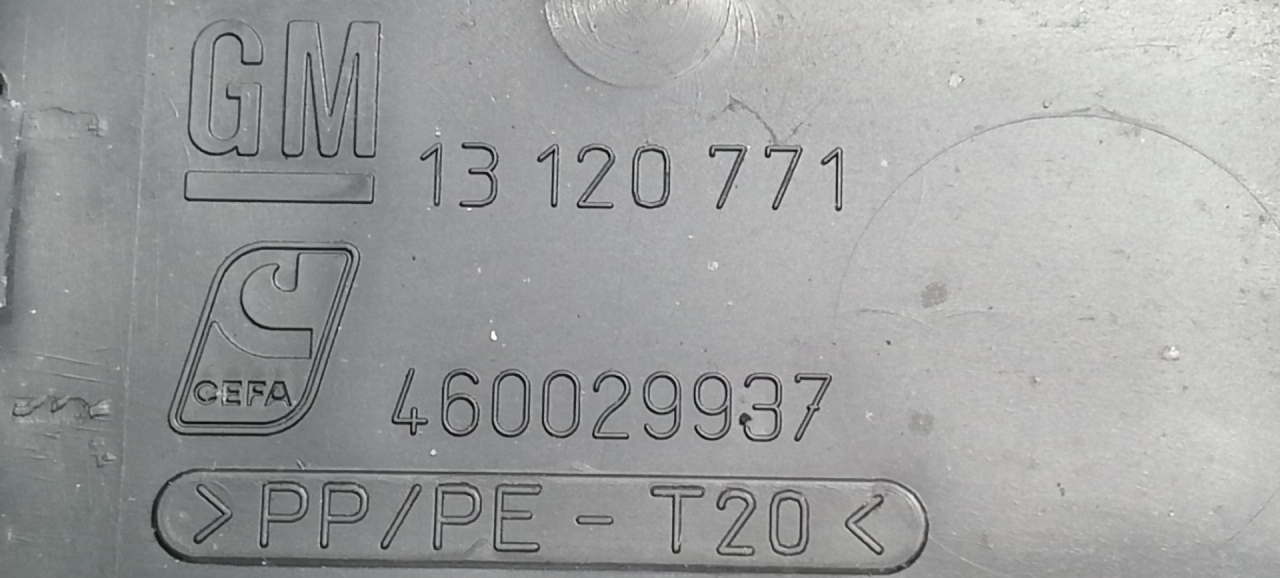 GM
13 120 771
CEFA
460029937
>PP/PE - T20<